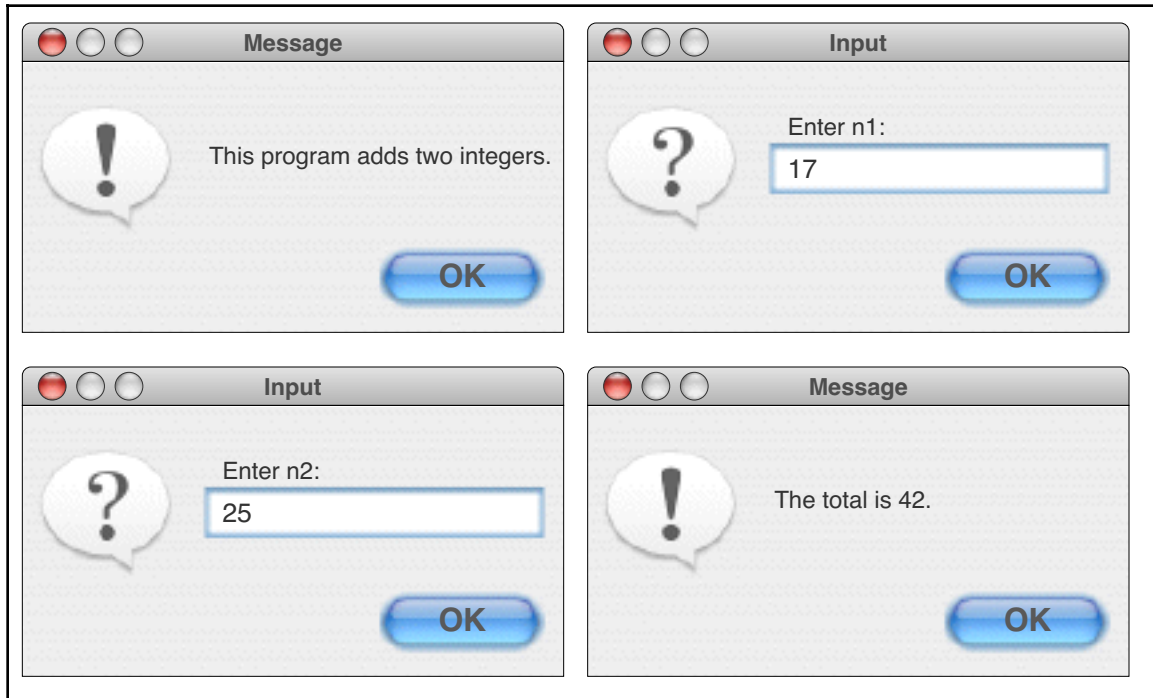 Message
!
This program adds two integers.
OK
Input
?
Enter n1:
17
OK
Input
?
Enter n2:
25
OK
Message
!
The total is 42.
OK